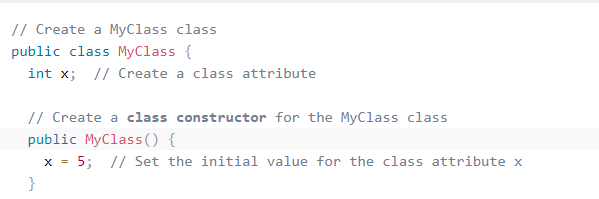 // Create a MyClass class
public class MyClass {
int x;  // Create a class attribute
// Create a class constructor for the MyClass class
public MyClass() {
x = 5;  // Set the initial value for the class attribute x
}